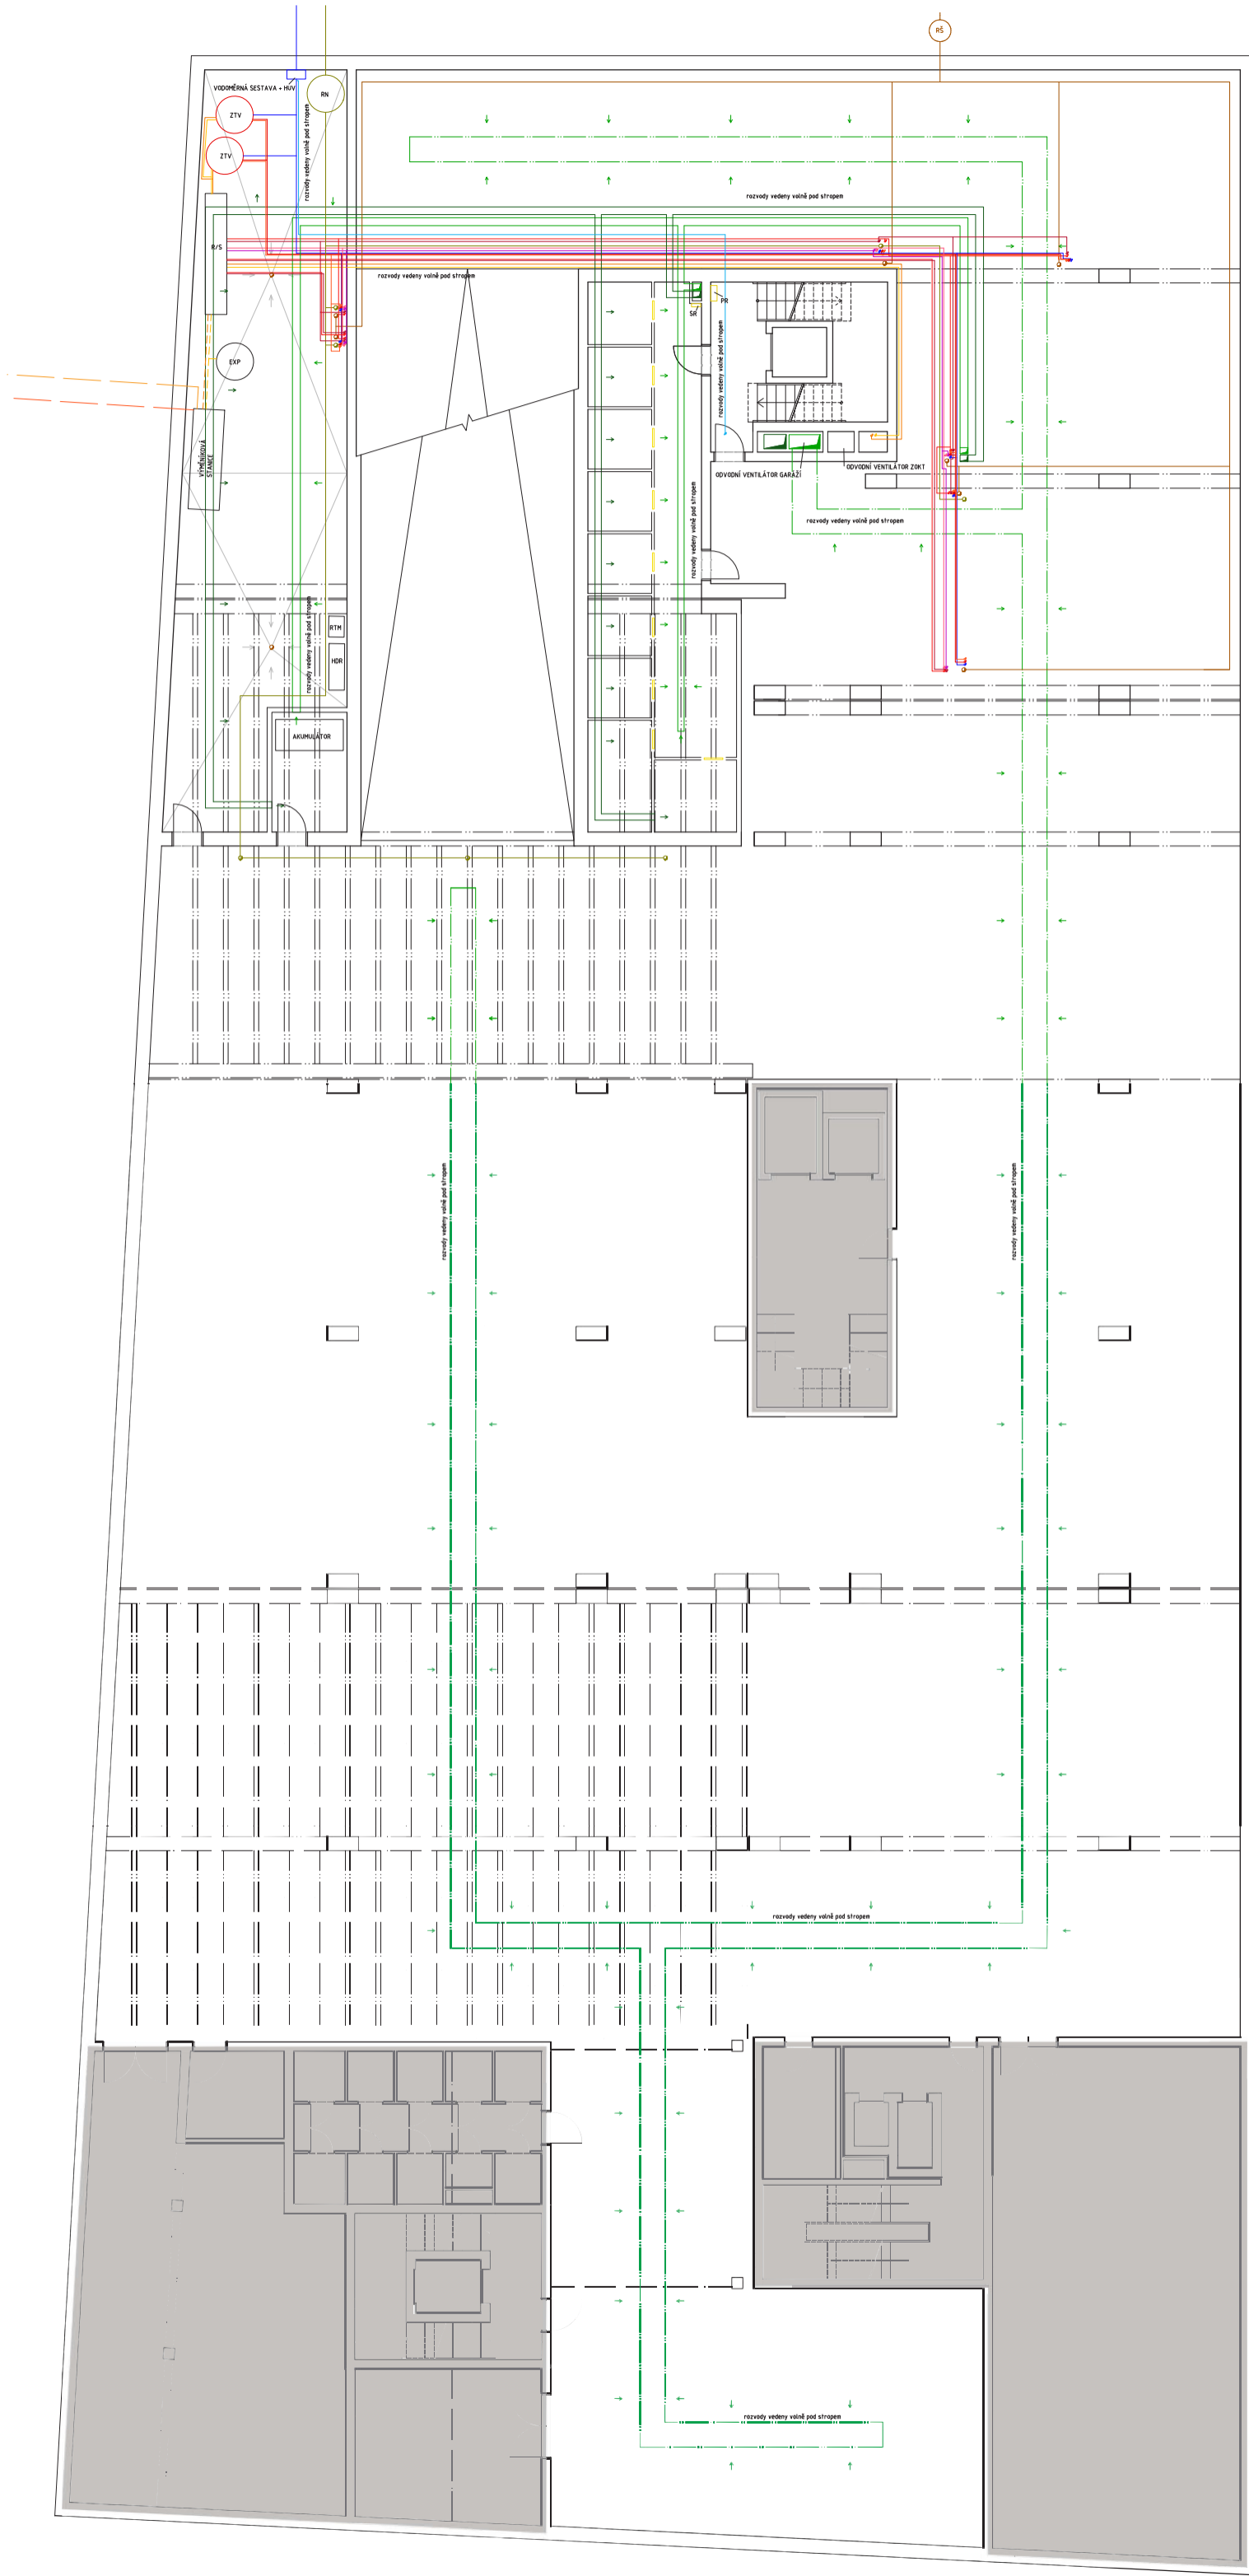 RŠ
VODOMĚRNÁ SESTAVA + HUV
RN
ZTV
ZTV
rozvody vedeny volně pod stropem
rozvody vedeny volně pod stropem
R/S
rozvody vedeny volně pod stropem
PR
SR
rozvody vedeny volně pod stropem
EXP
VÝMĚNÍKOVÁ
STANICE
ODVODNÍ VENTILÁTOR ZOKT
ODVODNÍ VENTILÁTOR GARÁŽÍ
rozvody vedeny volně pod stropem
rozvody vedeny volně pod stropem
rozvody vedeny volně pod stropem
RTM
HDR
AKUMULÁTOR
rozvody vedeny volně pod stropem
rozvody vedeny volně pod stropem
rozvody vedeny volně pod stropem
rozvody vedeny volně pod stropem